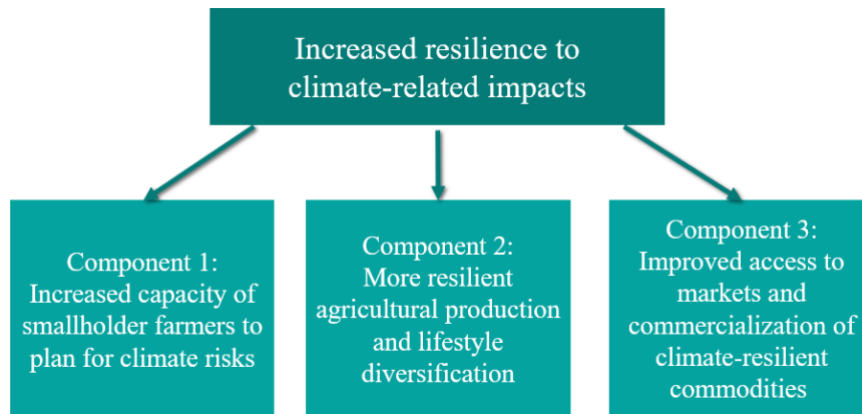 Increased resilience to
climate-related impacts
Component 1:
Increased capacity of
smallholder farmers to
plan for climate risks
Component 2:
More resilient
agricultural production
and lifestyle
diversification
Component 3:
Improved access to
markets and
commercialization of
climate-resilient
commodities